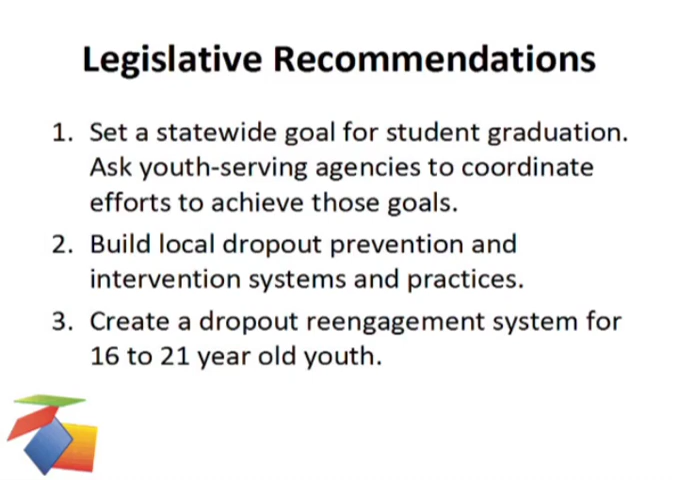 Legislative Recommendations
1. Set a statewide goal for student graduation.
Ask youth-serving agencies to coordinate
efforts to achieve those goals.
2. Build local dropout prevention and
intervention systems and practices.
3. Create a dropout reengagement system for
16 to 21 year old youth.